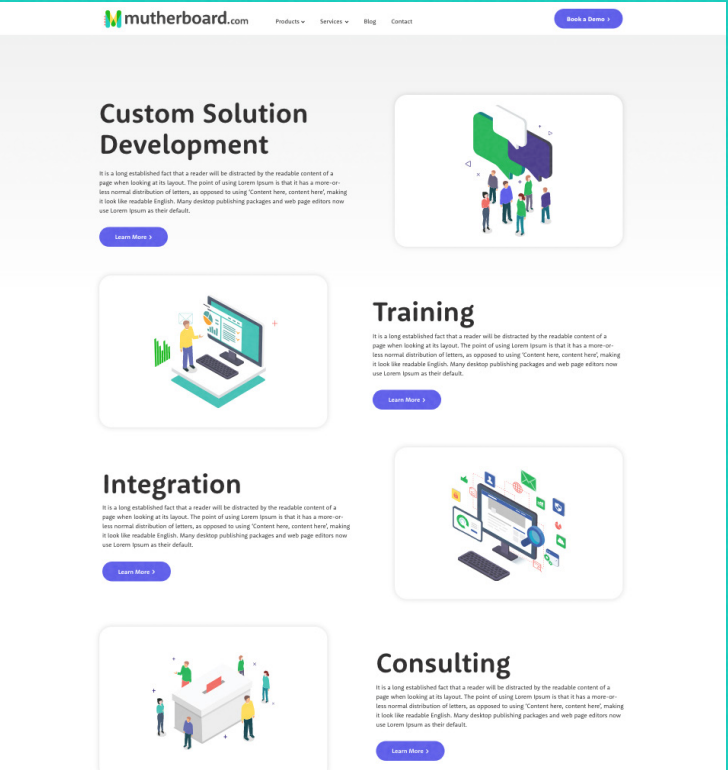 mutherboard.com
Products
Services
Blog
Contact
Book a Demo >
Custom Solution
Development
It is a long established fact that a reader will be distracted by the readable content of a
page when looking at its layout. The point of using Lorem Ipsum is that it has a more-or-
less normal distribution of letters, as opposed to using 'Content here, content here', making
it look like readable English. Many desktop publishing packages and web page editors now
use Lorem Ipsum as their default.
Learn More >
Training
It is a long established fact that a reader will be distracted by the readable content of a
page when looking at its layout. The point of using Lorem Ipsum is that it has a more-or-
less normal distribution of letters, as opposed to using 'Content here, content here', making
it look like readable English. Many desktop publishing packages and web page editors now
use Lorem Ipsum as their default.
Learn More >
Integration
It is a long established fact that a reader will be distracted by the readable content of a
page when looking at its layout. The point of using Lorem Ipsum is that it has a more-or-
less normal distribution of letters, as opposed to using 'Content here, content here', making
it look like readable English. Many desktop publishing packages and web page editors now
use Lorem Ipsum as their default.
Learn More >
Consulting
It is a long established fact that a reader will be distracted by the readable content of a
page when looking at its layout. The point of using Lorem Ipsum is that it has a more-or-
less normal distribution of letters, as opposed to using 'Content here, content here', making
it look like readable English. Many desktop publishing packages and web page editors now
use Lorem Ipsum as their default.
Learn More >